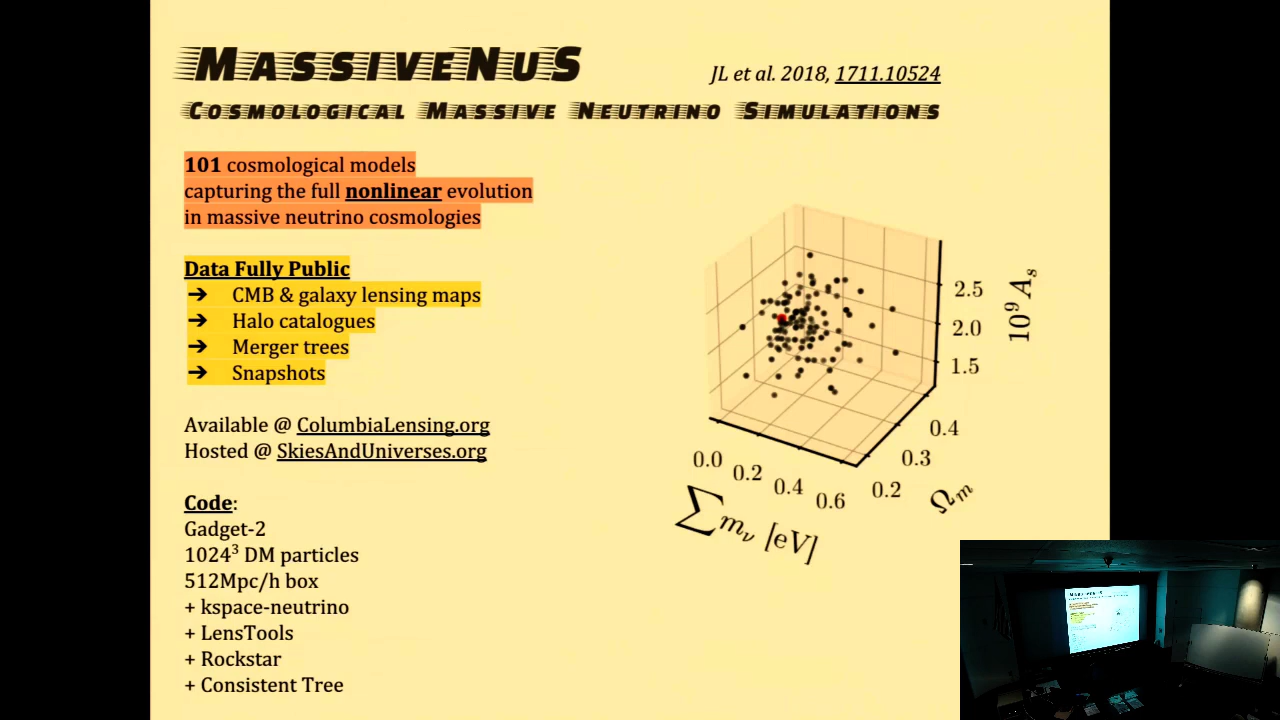 MASSIVENUS
JL et al. 2018, 1711.10524
COSMOLOGICAL MASSIVE NEUTRINO SIMULATIONS
101 cosmological models
capturing the full nonlinear evolution
in massive neutrino cosmologies
Data Fully Public
➔ CMB & galaxy lensing maps
➔ Halo catalogues
➔ Merger trees
➔ Snapshots
Available @ ColumbiaLensing.org
Hosted @ SkiesAndUniverses.org
Code:
Gadget-2
1024³ DM particles
512Mpc/h box
+ kspace-neutrino
+ LensTools
+ Rockstar
+ Consistent Tree
2.5
2.0
1.5
10⁹ Aₛ
0.4
0.3
0.2
Ωₘ
0.0
0.2
0.4
0.6
∑mᵥ [eV]